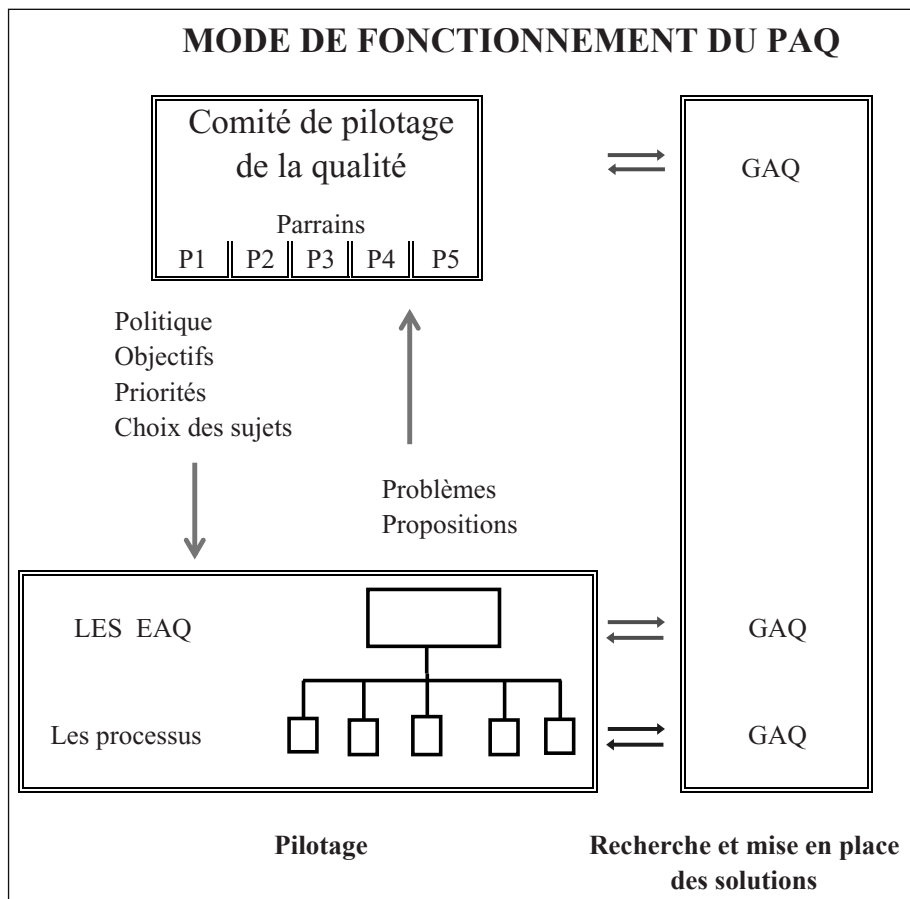 MODE DE FONCTIONNEMENT DU PAQ
Comité de pilotage
de la qualité
Parrains
P1 P2 P3 P4 P5
GAQ
Politique
Objectifs
Priorités
Choix des sujets
Problèmes
Propositions
LES EAQ
GAQ
Les processus
GAQ
Pilotage
Recherche et mise en place
des solutions